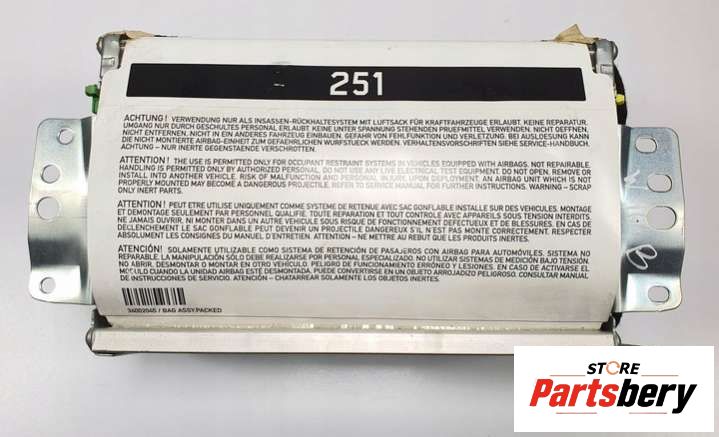 251
ACHTUNG! VERWENDUNG NUR ALS INSASSEN-RÜCKHALTESYSTEM MIT LUFTSACK FÜR KRAFTFAHRZEUGE ERLAUBT. KEINE REPARATUR.
UMGANG NUR DURCH GESCHULTES PERSONAL ERLAUBT. KEINE UNTER SPANNUNG STEHENDEN PRUEFMITTEL VERWENDEN. NICHT OEFFNEN,
NICHT ENTFERNEN, NICHT IN EIN ANDERES FAHRZEUG EINBAUEN. GEFAHR VON FEHLFUNKTION UND VERLETZUNG. BEI AUSLOESUNG KANN
DIE NICHT MONTIERTE AIRBAG-EINHEIT ZUM GEFAEHRLICHEN WURFSTUECK WERDEN. VERHALTENSVORSCHRIFTEN SIEHE SERVICE-HANDBUCH.
ACHTUNG – NUR INERTE GEGENSTAENDE VERSCHROTTEN.
ATTENTION ! THE USE IS PERMITTED ONLY FOR OCCUPANT RESTRAINT SYSTEMS IN VEHICLES EQUIPPED WITH AIRBAGS. NOT REPAIRABLE.
HANDLING IS PERMITTED ONLY BY AUTHORIZED PERSONAL. DO NOT USE ANY LIVE ELECTRICAL TEST EQUIPMENT. DO NOT OPEN, REMOVE OR
INSTALL INTO ANOTHER VEHICLE. RISK OF MALFUNCTION AND PERSONAL INJURY. UPON DEPLOYMENT, AN AIRBAG UNIT WHICH IS NOT
PROPERLY MOUNTED MAY BECOME A DANGEROUS PROJECTILE. REFER TO SERVICE MANUAL FOR FURTHER INSTRUCTIONS. WARNING – SCRAP
ONLY INERT PARTS.
ATTENTION! PEUT ETRE UTILISE UNIQUEMENT COMME SYSTEME DE RETENUE AVEC SAC GONFLABLE INSTALLE SUR DES VEHICULES. MONTAGE
ET DEMONTAGE SEULEMENT PAR PERSONNEL QUALIFIE. TOUTE REPARATION ET TOUT CONTROLE AVEC APPAREILS SOUS TENSION INTERDITS.
NE JAMAIS OUVRIR, NI MONTER DANS UN AUTRE VEHICULE SOUS RISQUE DE FONCTIONNEMENT DEFECTUEUX ET DE BLESSURES. EN CAS DE
DECLENCHEMENT LE SAC GONFLABLE PEUT DEVENIR UN PROJECTILE DANGEREUX S'IL N'EST PAS MONTE CORRECTEMENT. RESPECTER
ABSOLUMENT LES CONSIGNES DU MANUEL D'ENTRETIEN. ATTENTION – NE METTRE AU REBUT QUE LES PRODUITS INERTES.
ATENCIÓN! SOLAMENTE UTILIZABLE COMO SISTEMA DE RETENCIÓN DE PASAJEROS CON AIRBAG PARA AUTOMÓVILES. SISTEMA NO
REPARABLE. LA MANIPULACIÓN SÓLO DEBE REALIZARSE POR PERSONAL ESPECIALIZADO. NO UTILIZAR SISTEMAS DE MEDICIÓN BAJO TENSIÓN.
NO ABRIR, DESMONTAR O MONTAR EN OTRO VEHÍCULO. PELIGRO DE FUNCIONAMIENTO ERRÓNEO Y LESIONES. EN CASO DE ACTIVARSE EL
MÓDULO CUANDO LA UNIDAD AIRBAG ESTÉ DESMONTADA, PUEDE CONVERTIRSE EN UN OBJETO ARROJADIZO PELIGROSO. CONSULTAR MANUAL
DE INSTRUCCIONES DE SERVICIO. ATENCIÓN – CHATARREAR SOLAMENTE LOS OBJETOS INERTES.
34002045 / BAG ASSY.PACKED
STORE
Partsbery